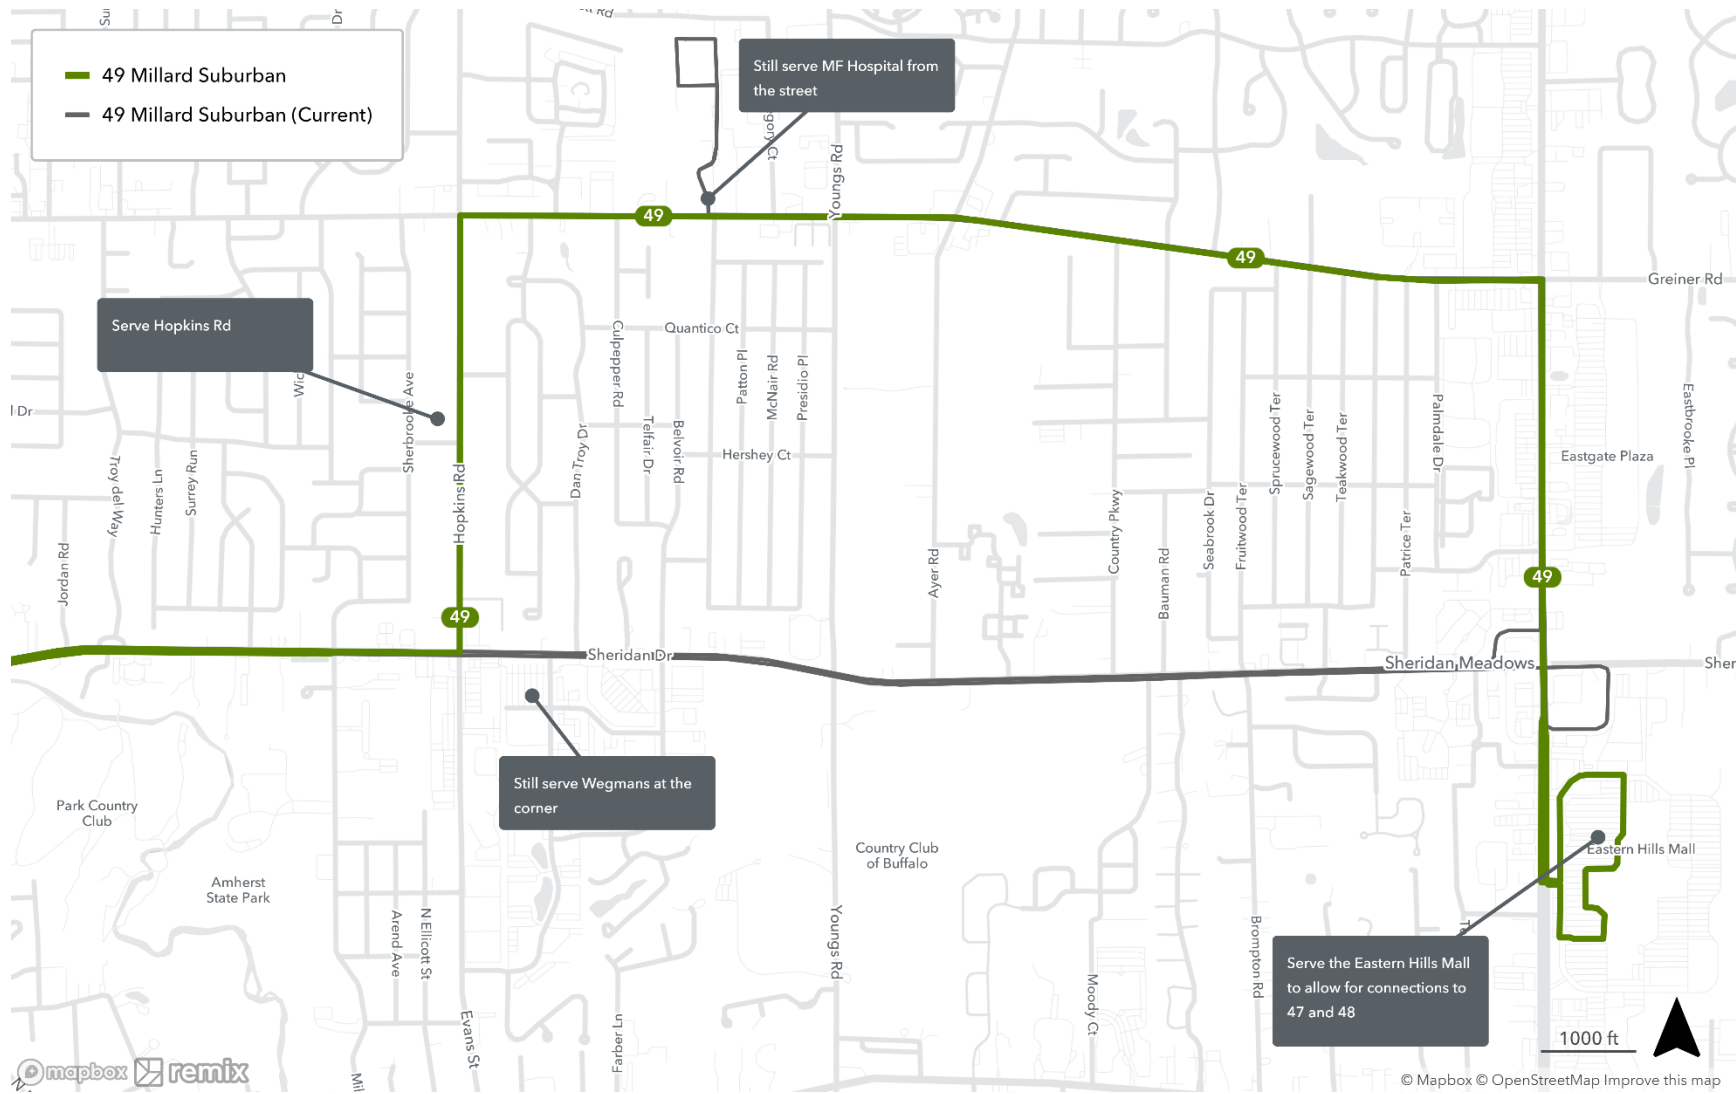 49 Millard Suburban
49 Millard Suburban (Current)
Dr
Still serve MF Hospital from
the street
Youngs Rd
49
49
Greiner Rd
Serve Hopkins Rd
Quantico Ct
Culpepper Rd
Patton Pl
McNair Rd
Presidio Pl
Sherbrooke Ave
Dr
Troy del Way
Hunters Ln
Surrey Run
Jordan Rd
Hopkins Rd
Dan Troy Dr
Telfair Dr
Belvoir Rd
Hershey Ct
Ayer Rd
Country Pkwy
Bauman Rd
Seabrook Dr
Fruitwood Ter
Sprucewood Ter
Sagewood Ter
Teakwood Ter
Patrice Ter
Palmdale Dr
Eastgate Plaza
Eastbrooke Pl
49
49
Sheridan Dr
Sheridan Meadows
Sher
Still serve Wegmans at the
corner
Park Country
Club
Amherst
State Park
Country Club
of Buffalo
Eastern Hills Mall
Arend Ave
N Ellicott St
Evans St
Farber Ln
Youngs Rd
Moody Ct
Brompton Rd
Serve the Eastern Hills Mall
to allow for connections to
47 and 48
1000 ft
mapbox remix
© Mapbox © OpenStreetMap Improve this map